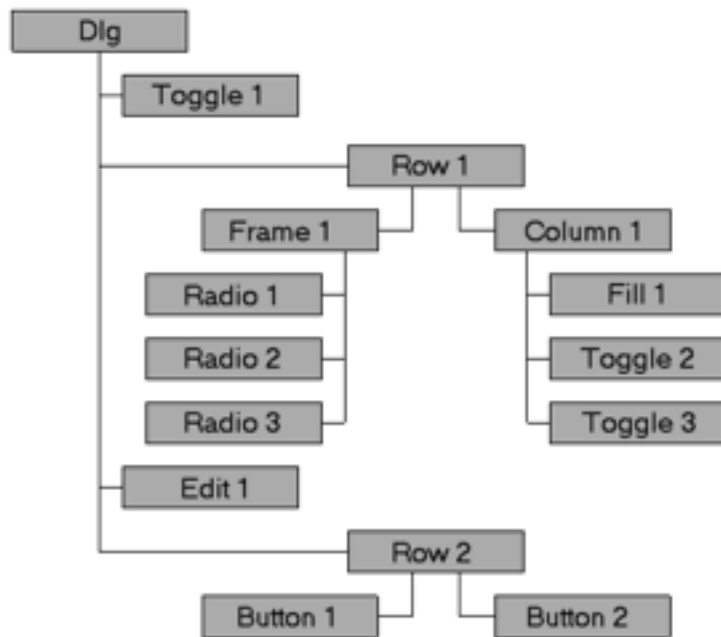 Dlg
Toggle 1
Row 1
Frame 1
Column 1
Radio 1
Fill 1
Radio 2
Toggle 2
Radio 3
Toggle 3
Edit 1
Row 2
Button 1
Button 2